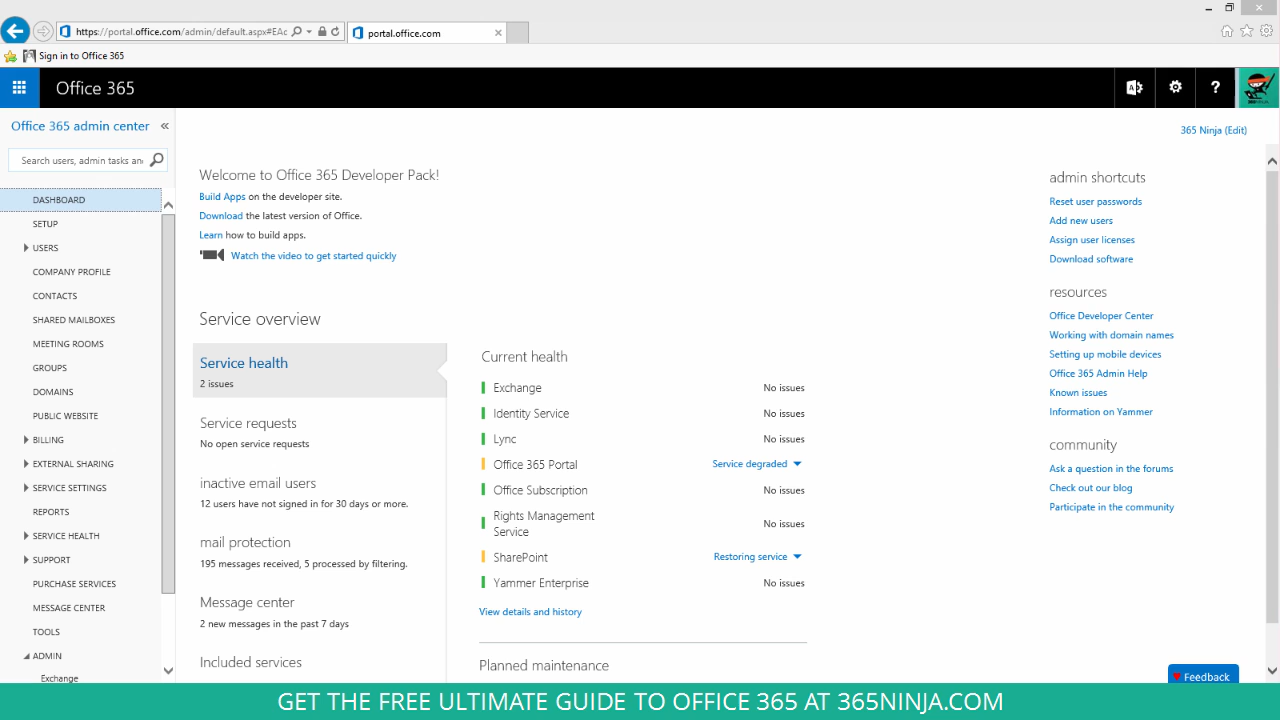 https://portal.office.com/admin/default.aspx#EAc
portal.office.com
Sign in to Office 365
Office 365
365 Ninja (Edit)
Office 365 admin center
Search users, admin tasks an
DASHBOARD
SETUP
USERS
COMPANY PROFILE
CONTACTS
SHARED MAILBOXES
MEETING ROOMS
GROUPS
DOMAINS
PUBLIC WEBSITE
BILLING
EXTERNAL SHARING
SERVICE SETTINGS
REPORTS
SERVICE HEALTH
SUPPORT
PURCHASE SERVICES
MESSAGE CENTER
TOOLS
ADMIN
Exchange
Welcome to Office 365 Developer Pack!
Build Apps on the developer site.
Download the latest version of Office.
Learn how to build apps.
Watch the video to get started quickly
Service overview
Service health
2 issues
Service requests
No open service requests
inactive email users
12 users have not signed in for 30 days or more.
mail protection
195 messages received, 5 processed by filtering.
Message center
2 new messages in the past 7 days
Included services
Current health
Exchange No issues
Identity Service No issues
Lync No issues
Office 365 Portal Service degraded
Office Subscription No issues
Rights Management
Service No issues
SharePoint Restoring service
Yammer Enterprise No issues
View details and history
Planned maintenance
admin shortcuts
Reset user passwords
Add new users
Assign user licenses
Download software
resources
Office Developer Center
Working with domain names
Setting up mobile devices
Office 365 Admin Help
Known issues
Information on Yammer
community
Ask a question in the forums
Check out our blog
Participate in the community
Feedback
GET THE FREE ULTIMATE GUIDE TO OFFICE 365 AT 365NINJA.COM